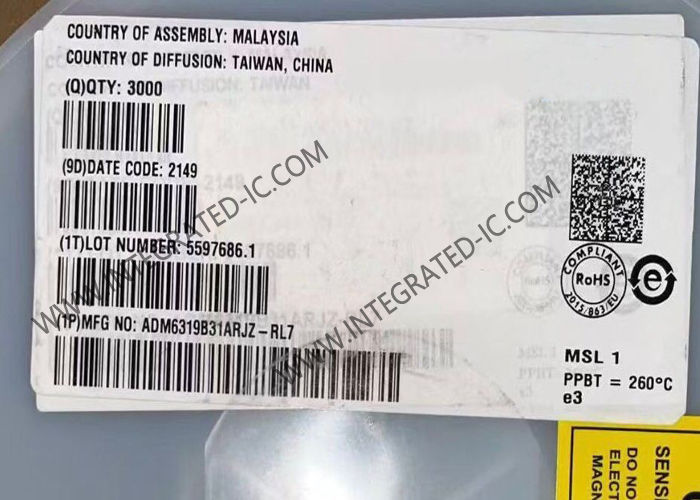 COUNTRY OF ASSEMBLY: MALAYSIA
COUNTRY OF DIFFUSION: TAIWAN, CHINA
(Q)QTY: 3000
(9D)DATE CODE: 2149
(1T)LOT NUMBER: 5597686.1
(1P)MFG NO: ADM6319B31ARJZ-RL7
WWW.INTEGRATED-IC.COM
WWW.INTEGRATED-IC.COM
COMPLIANT
RoHS
2015/863/EU
e
MSL 1
PPBT = 260°C
e3
SENS
DO NO
ELECT
MAG